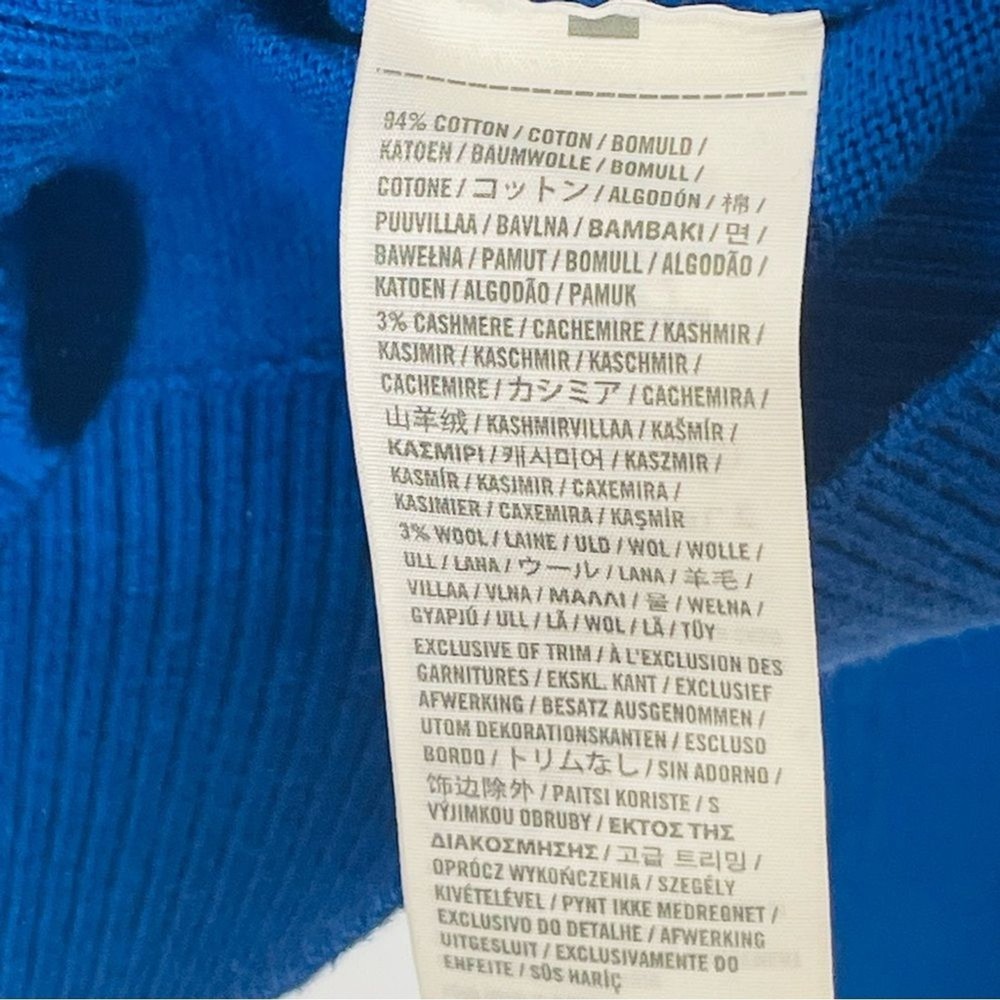 94% COTTON / COTON / BOMULD /
KATOEN / BAUMWOLLE / BOMULL /
COTONE / コットン / ALGODÓN / 棉 /
PUUVILLAA / BAVLNA / BAMBAKI / 면 /
BAWEŁNA / PAMUT / BOMULL / ALGODÃO /
KATOEN / ALGODÃO / PAMUK
3% CASHMERE / CACHEMIRE / KASHMIR /
KASJMIR / KASCHMIR / KASCHMIR /
CACHEMIRE / カシミア / CACHEMIRA /
山羊绒 / KASHMIRVILLAA / KAŠMÍR /
ΚΑΣΜΙΡΙ / 캐시미어 / KASZMIR /
KASMÍR / KASJMIR / CAXEMIRA /
KASJMIER / CAXEMIRA / KAŞMİR
3% WOOL / LAINE / ULD / WOL / WOLLE /
ULL / LANA / ウール / LANA / 羊毛 /
VILLAA / VLNA / ΜΑΛΛΙ / 울 / WEŁNA /
GYAPJÚ / ULL / LÃ / WOL / LÃ / TÜY
EXCLUSIVE OF TRIM / À L'EXCLUSION DES
GARNITURES / EKSKL. KANT / EXCLUSIEF
AFWERKING / BESATZ AUSGENOMMEN /
UTOM DEKORATIONSKANTEN / ESCLUSO
BORDO / トリムなし / SIN ADORNO /
饰边除外 / PAITSI KORISTE / S
VÝJIMKOU OBRUBY / ΕΚΤΟΣ ΤΗΣ
ΔΙΑΚΟΣΜΗΣΗΣ / 고급 트리밍 /
OPRÓCZ WYKOŃCZENIA / SZEGÉLY
KIVÉTELÉVEL / PYNT IKKE MEDREGNET /
EXCLUSIVO DO DETALHE / AFWERKING
UITGESLUIT / EXCLUSIVAMENTE DO
ENFEITE / SÜS HARİÇ